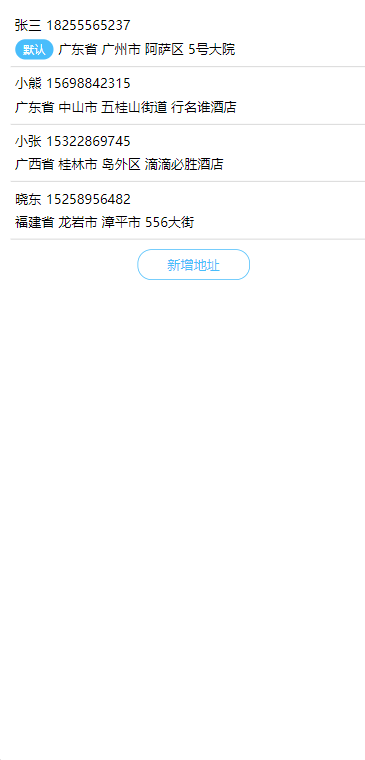 张三 18255565237
默认 广东省 广州市 阿萨区 5号大院
小熊 15698842315
广东省 中山市 五桂山街道 行名谁酒店
小张 15322869745
广西省 桂林市 岛外区 滴滴必胜酒店
晓东 15258956482
福建省 龙岩市 漳平市 556大街
新增地址